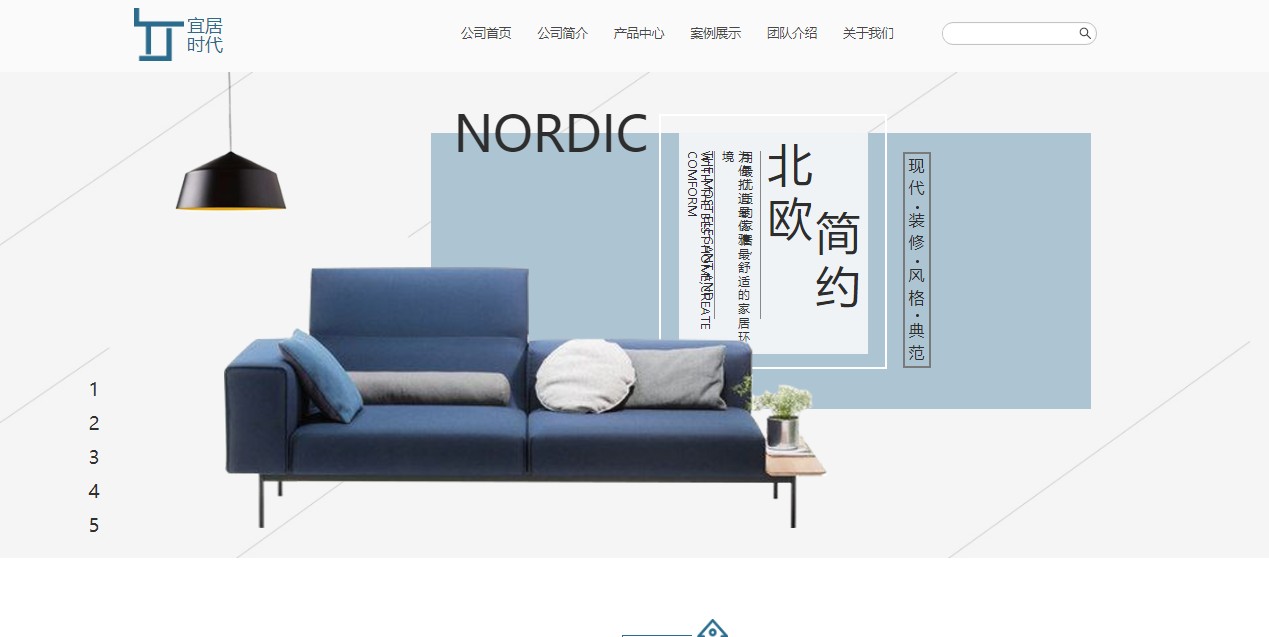 宜居
时代
公司首页
公司简介
产品中心
案例展示
团队介绍
关于我们
NORDIC
北欧
简约
现代·装修·风格·典范
COMFORM
1
2
3
4
5